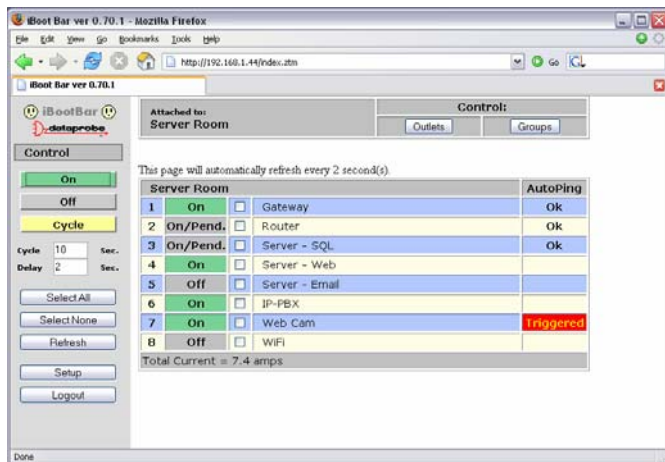 iBoot Bar ver 0.70.1 - Mozilla Firefox
File Edit View Go Bookmarks Tools Help
http://192.168.1.44/index.ztm Go
iBoot Bar ver 0.70.1
iBootBar
dataprobe
Control
On
Off
Cycle
Cycle 10 Sec.
Delay 2 Sec.
Select All
Select None
Refresh
Setup
Logout
Attached to:
Server Room
Control:
Outlets Groups
This page will automatically refresh every 2 second(s).
Server Room AutoPing
1 On Gateway Ok
2 On/Pend. Router Ok
3 On/Pend. Server - SQL Ok
4 On Server - Web
5 Off Server - Email
6 On IP-PBX
7 On Web Cam Triggered
8 Off WiFi
Total Current = 7.4 amps
Done